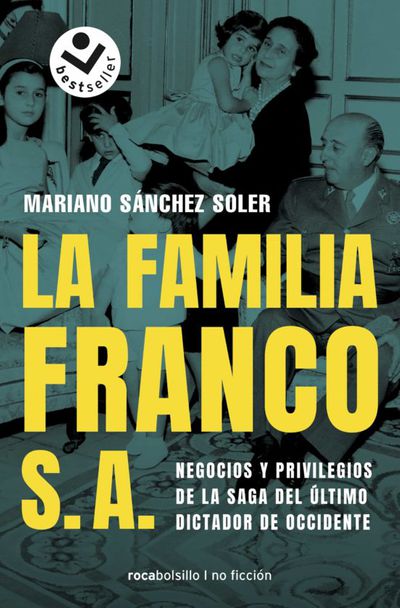 bestseller
MARIANO SÁNCHEZ SOLER
LA FAMILIA
FRANCO
S. A.
NEGOCIOS Y PRIVILEGIOS
DE LA SAGA DEL ÚLTIMO
DICTADOR DE OCCIDENTE
rocabolsillo | no ficción